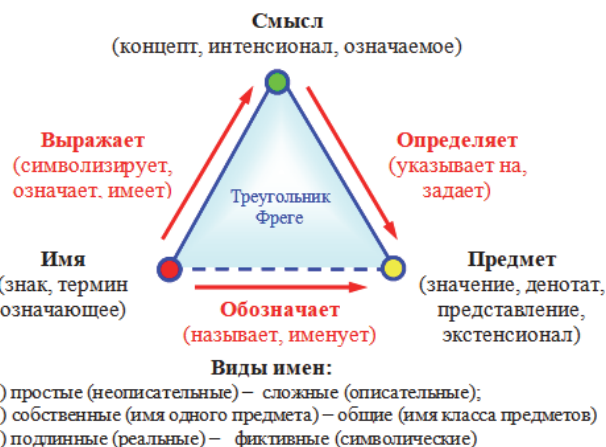 Смысл
(концепт, интенсионал, означаемое)
Выражает
(символизирует,
означает, имеет)
Определяет
(указывает на,
задает)
Треугольник
Фреге
Имя
(знак, термин
означающее)
Предмет
(значение, денотат,
представление,
экстенсионал)
Обозначает
(называет, именует)
Виды имен:
) простые (неописательные) – сложные (описательные);
) собственные (имя одного предмета) – общие (имя класса предметов)
) подлинные (реальные) – фиктивные (символические)